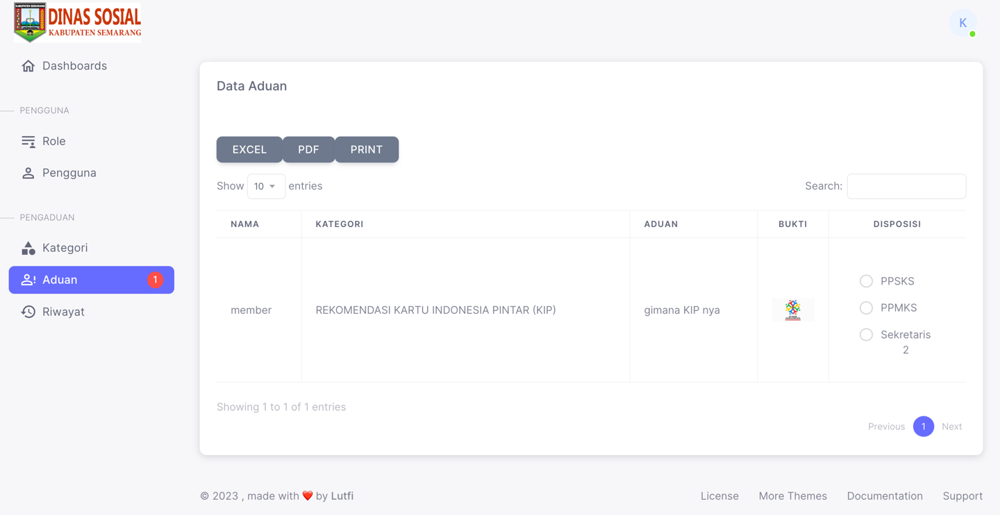 KABUPATEN SEMARANG
DINAS SOSIAL
KABUPATEN SEMARANG
K
Dashboards
PENGGUNA
Role
Pengguna
PENGADUAN
Kategori
Aduan 1
Riwayat
Data Aduan
EXCEL PDF PRINT
Show 10 entries Search:
NAMA KATEGORI ADUAN BUKTI DISPOSISI
member REKOMENDASI KARTU INDONESIA PINTAR (KIP) gimana KIP nya
PPSKS
PPMKS
Sekretaris
2
Showing 1 to 1 of 1 entries
Previous 1 Next
© 2023 , made with ❤️ by Lutfi License More Themes Documentation Support